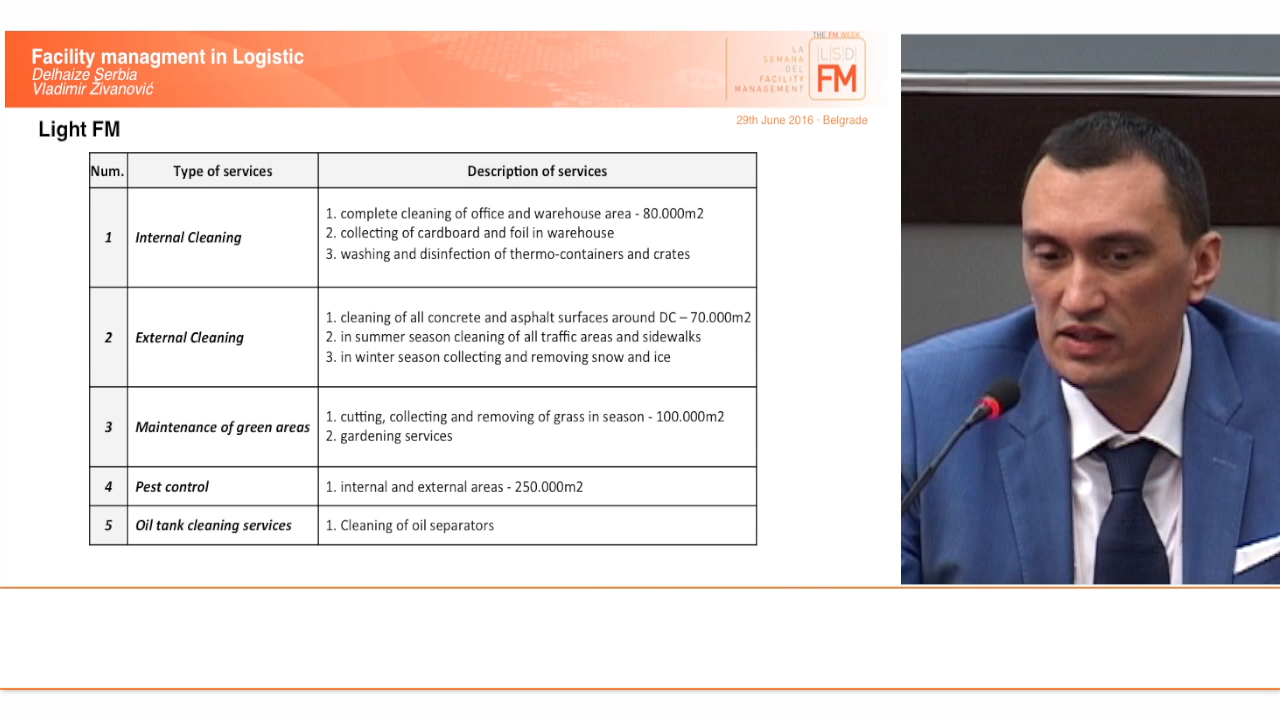 Facility managment in Logistic
Delhaize Serbia
Vladimir Živanović
THE FM WEEK
LA
SEMANA
DEL
FACILITY
MANAGEMENT
LSD
FM
29th June 2016 · Belgrade
Light FM
Num. Type of services Description of services
1 Internal Cleaning
1. complete cleaning of office and warehouse area - 80.000m2
2. collecting of cardboard and foil in warehouse
3. washing and disinfection of thermo-containers and crates
2 External Cleaning
1. cleaning of all concrete and asphalt surfaces around DC – 70.000m2
2. in summer season cleaning of all traffic areas and sidewalks
3. in winter season collecting and removing snow and ice
3 Maintenance of green areas
1. cutting, collecting and removing of grass in season - 100.000m2
2. gardening services
4 Pest control 1. internal and external areas - 250.000m2
5 Oil tank cleaning services 1. Cleaning of oil separators